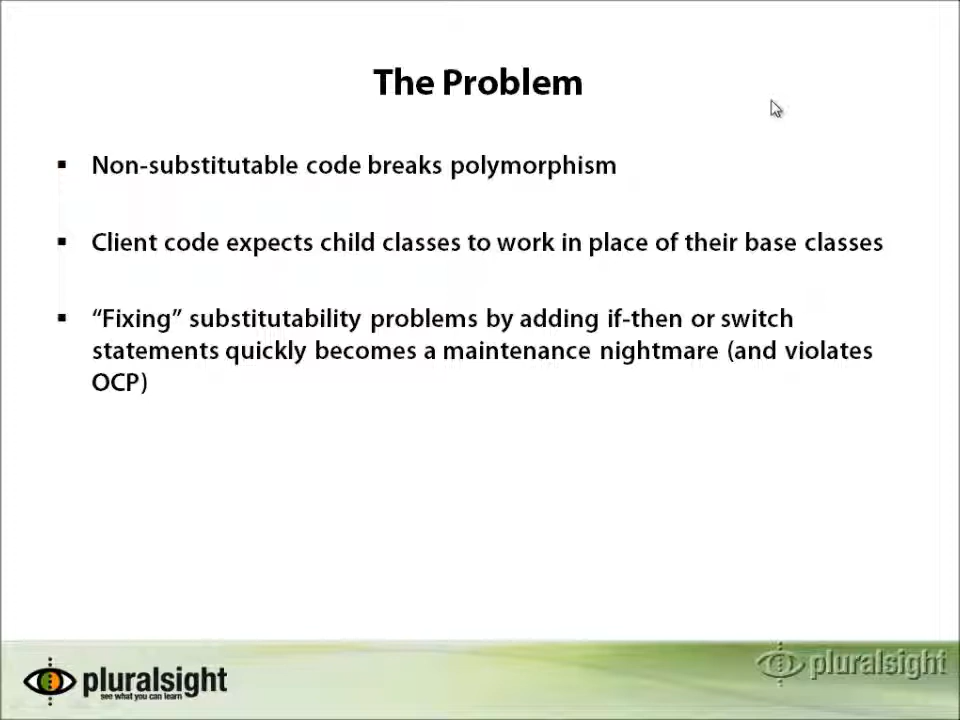 The Problem
▪ Non-substitutable code breaks polymorphism
▪ Client code expects child classes to work in place of their base classes
▪ “Fixing” substitutability problems by adding if-then or switch
statements quickly becomes a maintenance nightmare (and violates
OCP)
pluralsight
see what you can learn
pluralsight